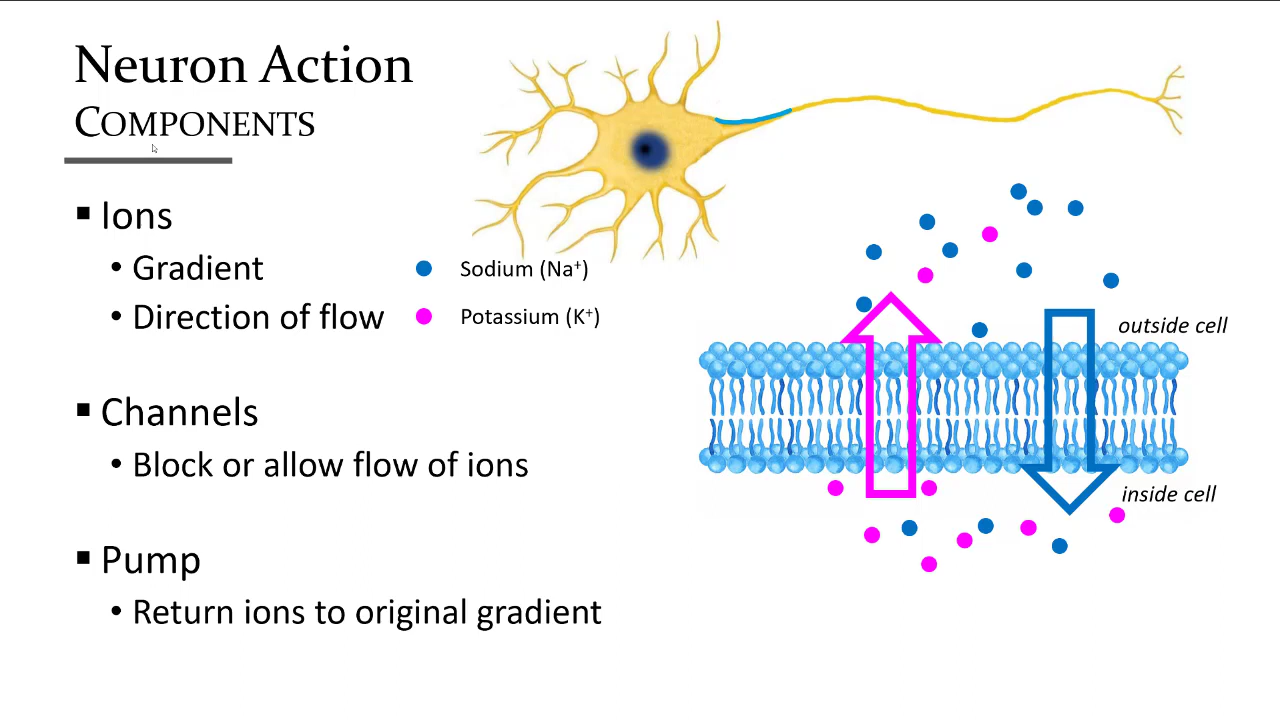 Neuron Action
COMPONENTS
▪ Ions
• Gradient
• Direction of flow
Sodium (Na⁺)
Potassium (K⁺)
▪ Channels
• Block or allow flow of ions
▪ Pump
• Return ions to original gradient
outside cell
inside cell